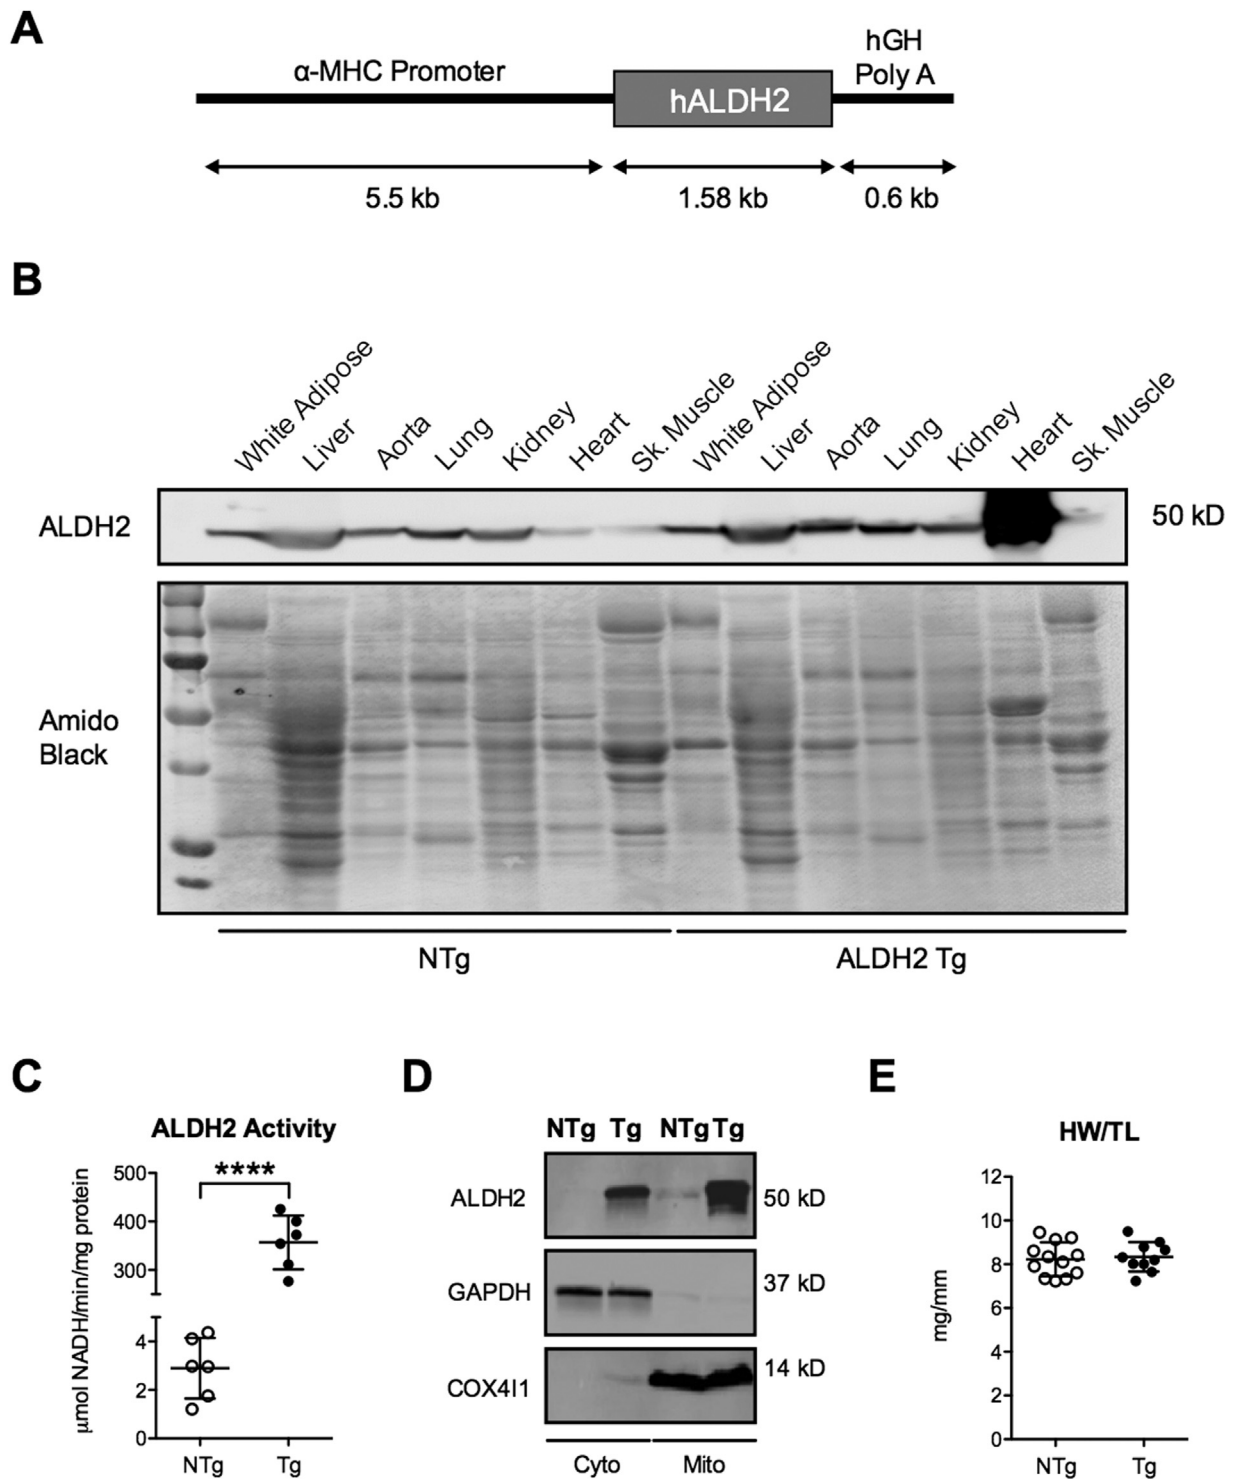 A
α-MHC Promoter
hGH
Poly A
hALDH2
5.5 kb
1.58 kb
0.6 kb
B
White Adipose
Liver
Aorta
Lung
Kidney
Heart
Sk. Muscle
White Adipose
Liver
Aorta
Lung
Kidney
Heart
Sk. Muscle
ALDH2
50 kD
Amido
Black
NTg
ALDH2 Tg
C
ALDH2 Activity
****
μmol NADH/min/mg protein
500
400
300
4
2
0
NTg
Tg
D
NTg Tg NTg Tg
ALDH2
50 kD
GAPDH
37 kD
COX4I1
14 kD
Cyto
Mito
E
HW/TL
mg/mm
12
10
8
6
4
2
0
NTg
Tg